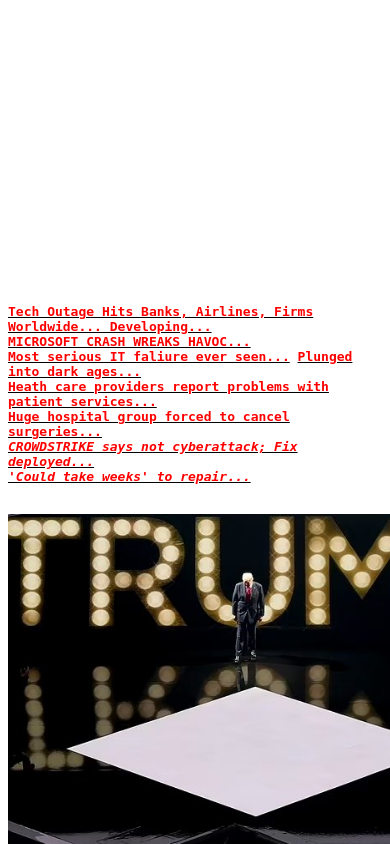 Tech Outage Hits Banks, Airlines, Firms
Worldwide... Developing...
MICROSOFT CRASH WREAKS HAVOC...
Most serious IT faliure ever seen... Plunged
into dark ages...
Heath care providers report problems with
patient services...
Huge hospital group forced to cancel
surgeries...
CROWDSTRIKE says not cyberattack; Fix
deployed...
'Could take weeks' to repair...
TRUM